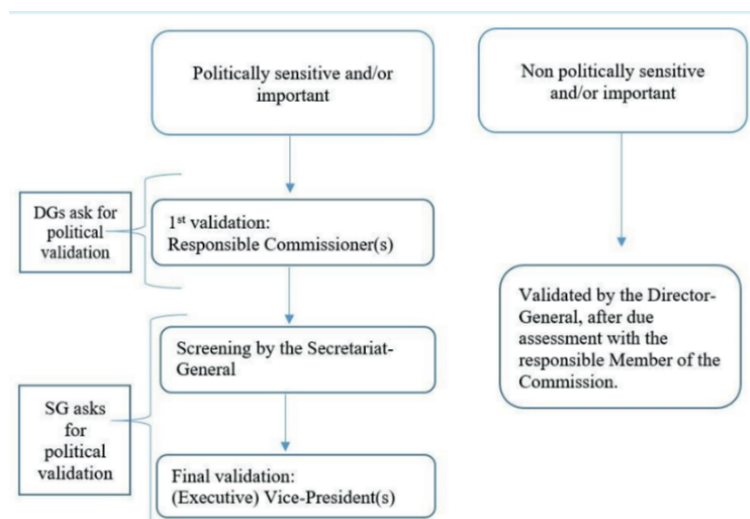 Politically sensitive and/or
important
Non politically sensitive
and/or important
DGs ask for
political
validation
1st validation:
Responsible Commissioner(s)
Validated by the Director-
General, after due
assessment with the
responsible Member of the
Commission.
Screening by the Secretariat-
General
SG asks
for
political
validation
Final validation:
(Executive) Vice-President(s)